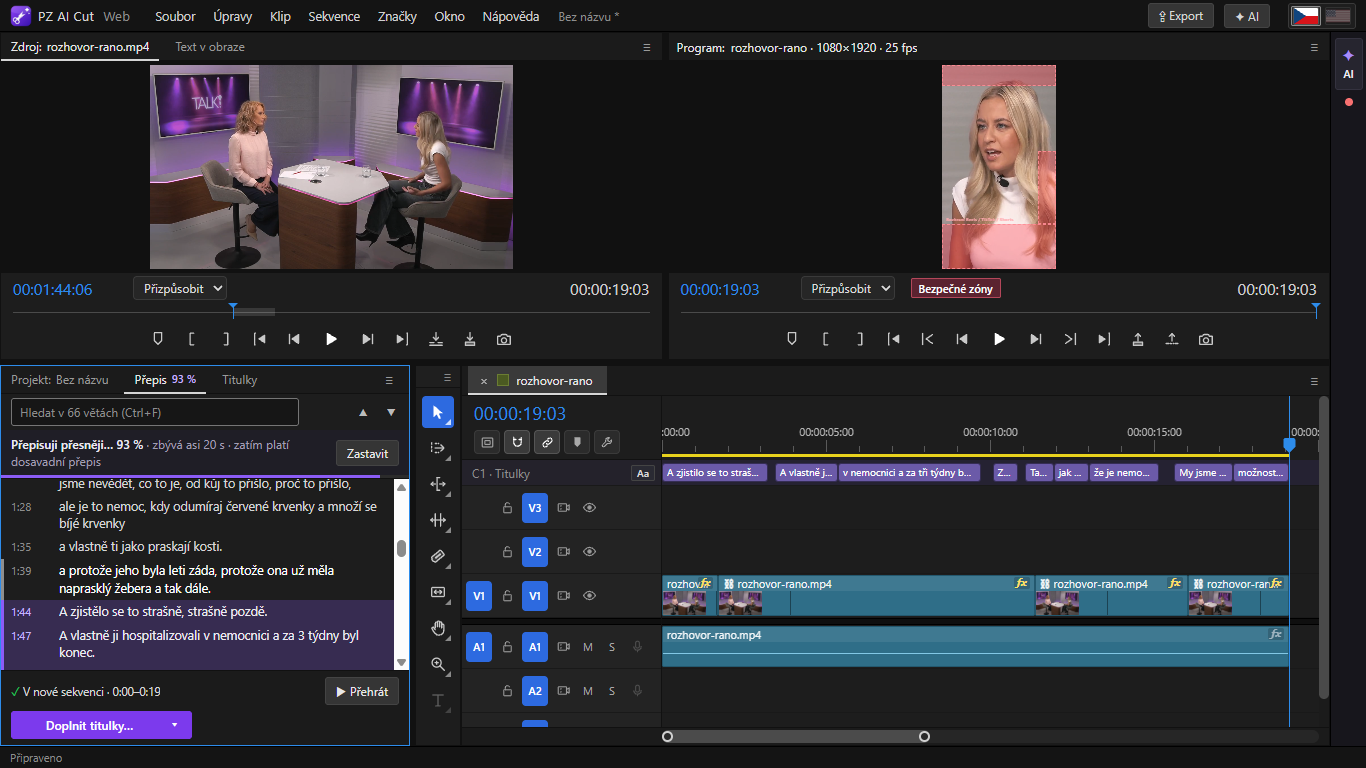 PZ AI Cut Web Soubor Úpravy Klip Sekvence Značky Okno Nápověda Bez názvu * Export AI
Zdroj: rozhovor-rano.mp4 Text v obraze
TALK
00:01:44:06 Přizpůsobit 00:00:19:03
Program: rozhovor-rano · 1080×1920 · 25 fps
00:00:19:03 Přizpůsobit Bezpečné zóny 00:00:19:03
AI
Projekt: Bez názvu Přepis 93 % Titulky
Hledat v 66 větách (Ctrl+F)
Přepisuji přesněji... 93 % · zbývá asi 20 s · zatím platí
dosavadní přepis
Zastavit
jsme nevědět, co to je, od kůj to přišlo, proč to přišlo,
1:28 ale je to nemoc, kdy odumíraj červené krvenky a množí se
bíjé krvenky
1:35 a vlastně ti jako praskají kosti.
1:39 a protože jeho byla leti záda, protože ona už měla
naprasklý žebera a tak dále.
1:44 A zjistělo se to strašně, strašně pozdě.
1:47 A vlastně ji hospitalizovali v nemocnici a za 3 týdny byl
konec.
✓ V nové sekvenci · 0:00–0:19 Přehrát
Doplnit titulky...
Připraveno
× rozhovor-rano
00:00:19:03
:00:00 00:00:05:00 00:00:10:00 00:00:15:00 00:00:
C1 · Titulky Aa A zjistilo se to straš... A vlastně j... v nemocnici a za tři týdny b... Z... Ta... jak ... že je nemo... My jsme ... možnost...
V3
V2
V1 V1 rozhov fx rozhovor-rano.mp4 fx rozhovor-rano.mp4 fx rozhovor-rar fx
A1 A1 M S rozhovor-rano.mp4 fx
A2 M S
T